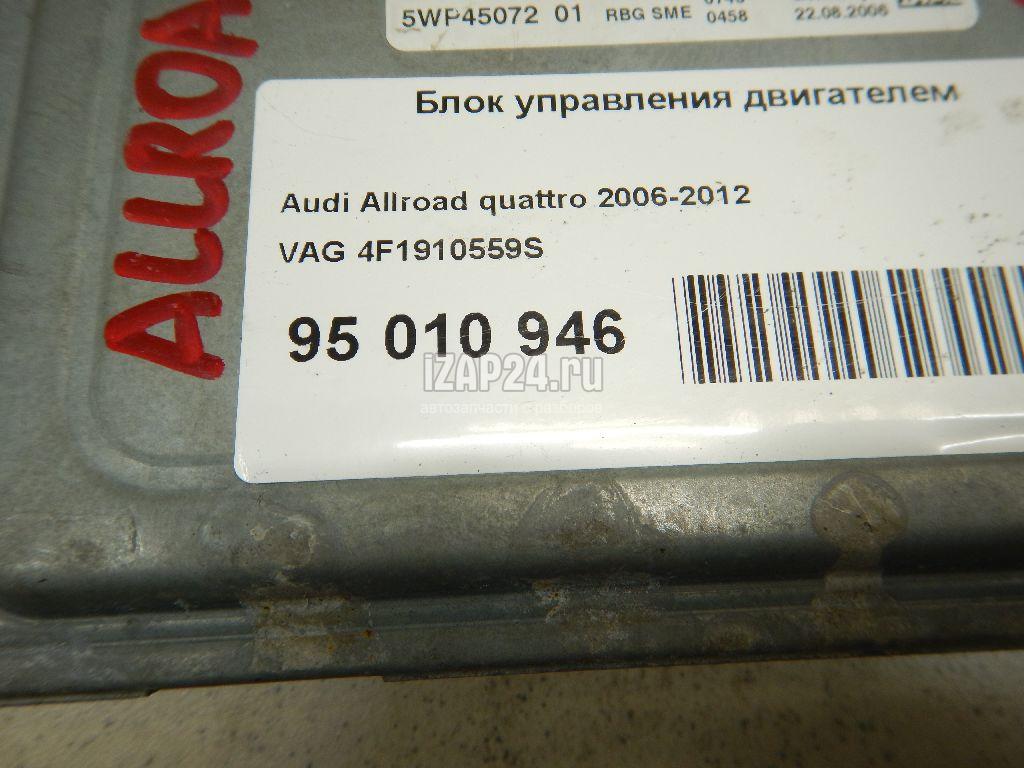 5WP45072 01 RBG SME 0458 22.08.2006
ALLROA
Блок управления двигателем
Audi Allroad quattro 2006-2012
VAG 4F1910559S
95 010 946
iZAP24.ru
автозапчасти с разборов